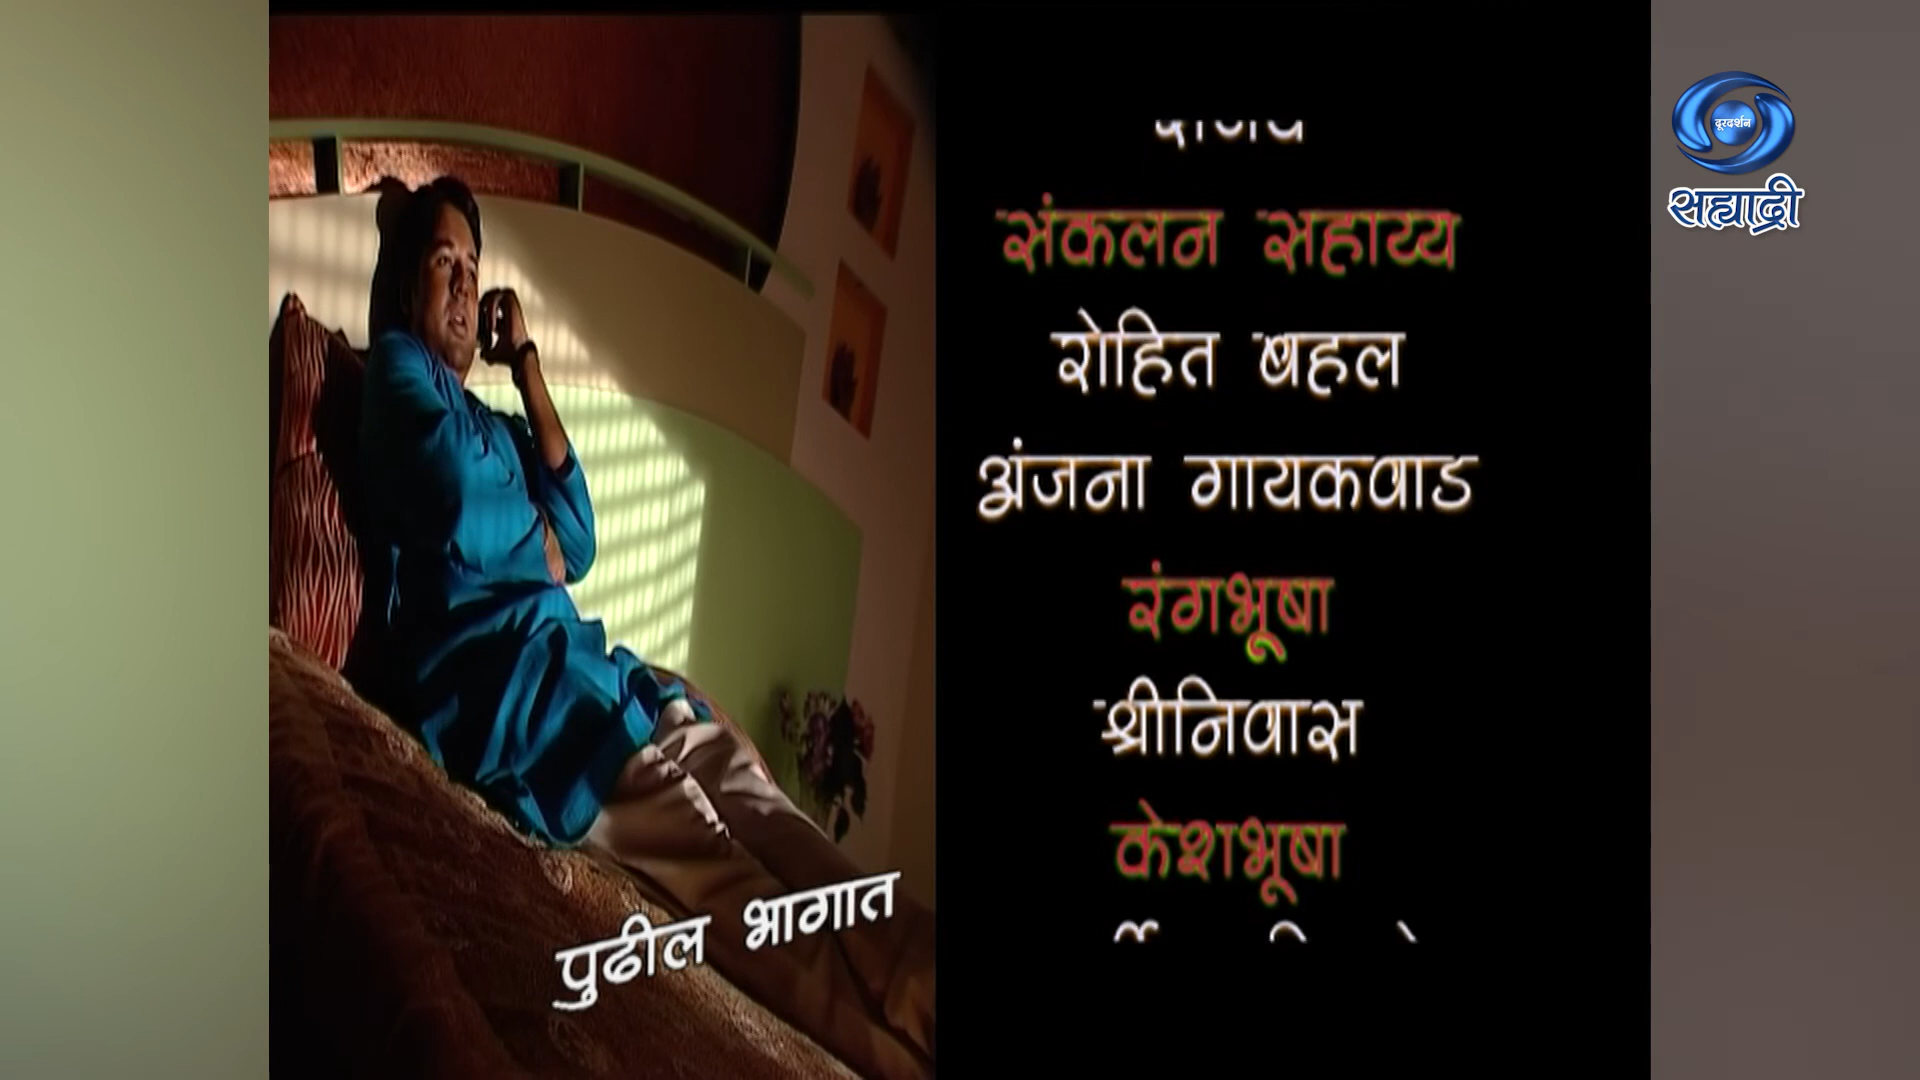 दूरदर्शन
सह्याद्री
संकलन सहाय्य
रोहित बहल
अंजना गायकवाड
रंगभूषा
श्रीनिवास
केशभूषा
पुढील भागात